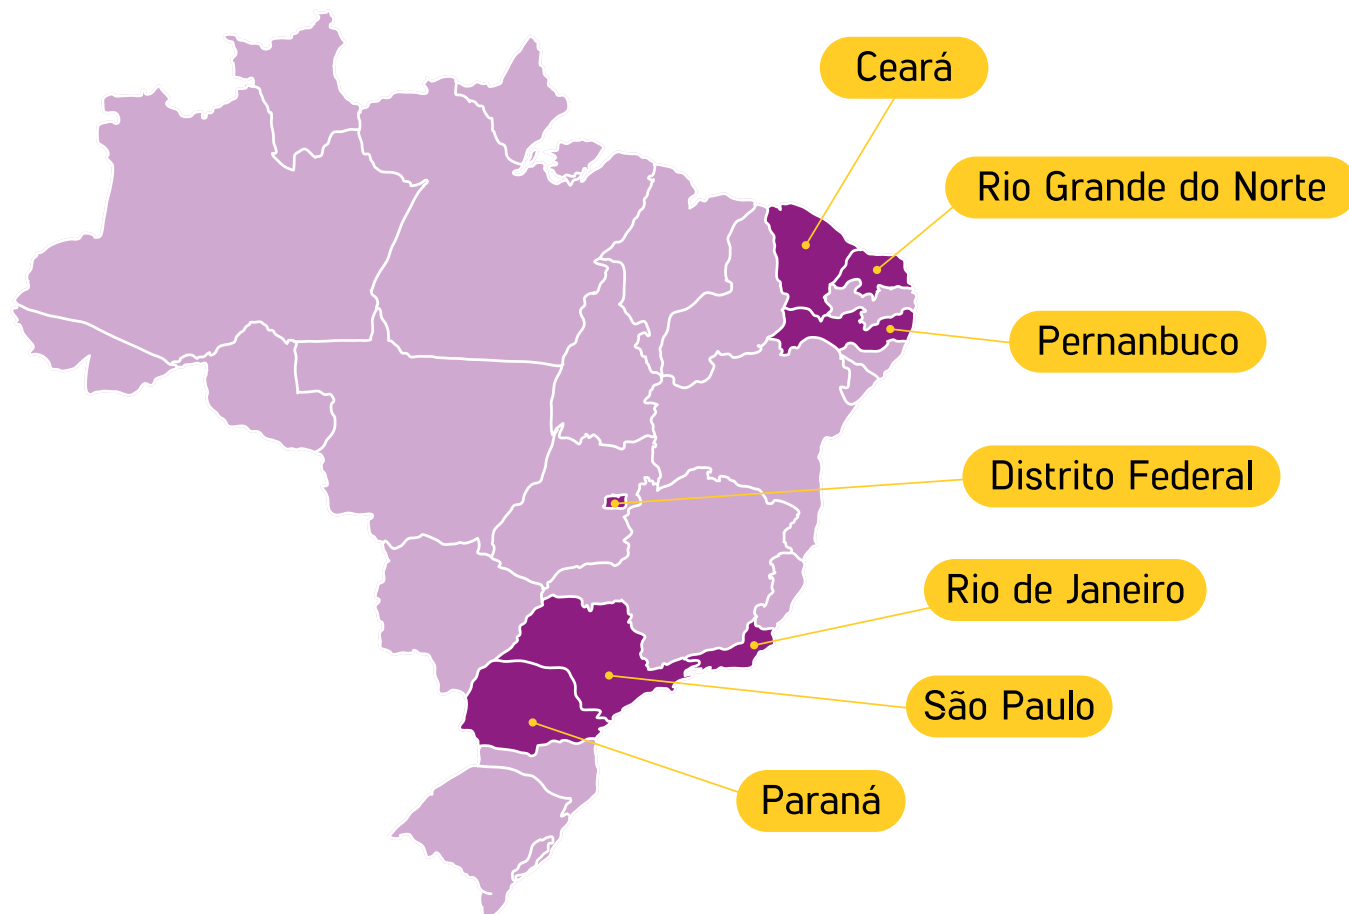 Ceará
Rio Grande do Norte
Pernanbuco
Distrito Federal
Rio de Janeiro
São Paulo
Paraná